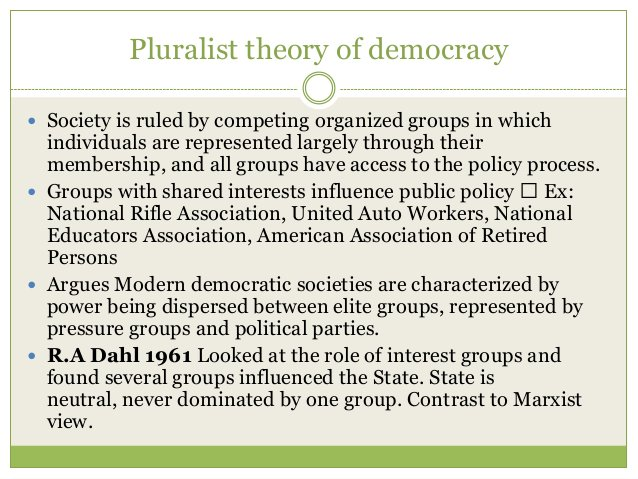 Pluralist theory of democracy
• Society is ruled by competing organized groups in which
individuals are represented largely through their
membership, and all groups have access to the policy process.
• Groups with shared interests influence public policy □ Ex:
National Rifle Association, United Auto Workers, National
Educators Association, American Association of Retired
Persons
• Argues Modern democratic societies are characterized by
power being dispersed between elite groups, represented by
pressure groups and political parties.
• R.A Dahl 1961 Looked at the role of interest groups and
found several groups influenced the State. State is
neutral, never dominated by one group. Contrast to Marxist
view.